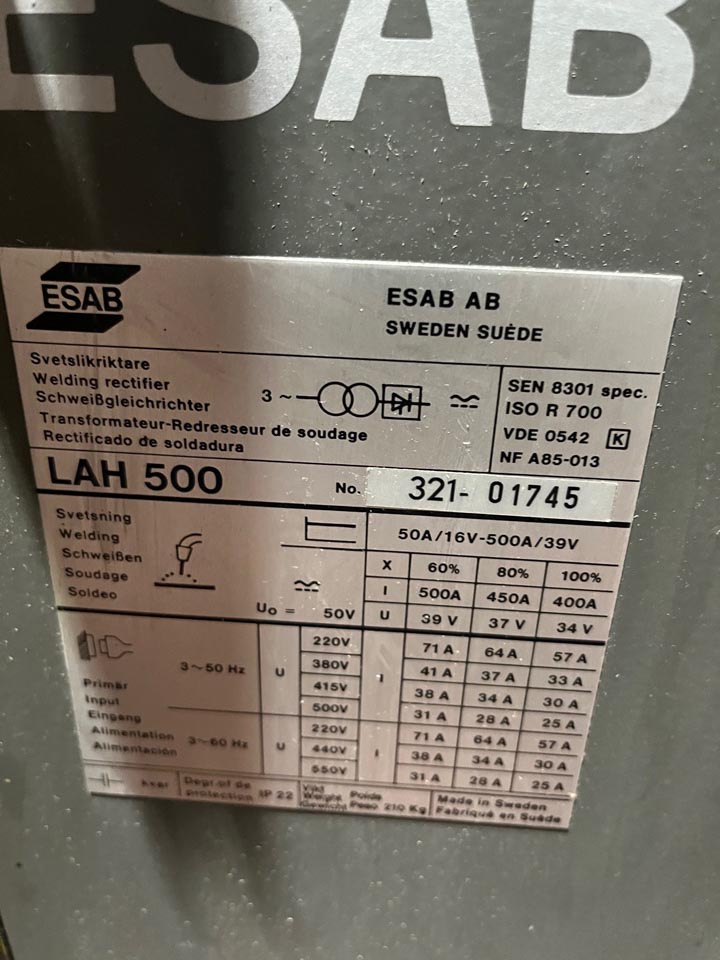 ESAB
ESAB
ESAB AB
SWEDEN SUÈDE
Svetslikriktare
Welding rectifier
Schweißgleichrichter
Transformateur-Redresseur de soudage
Rectificado de soldadura
3 ~
SEN 8301 spec.
ISO R 700
VDE 0542 K
NF A85-013
LAH 500 No. 321- 01745
Svetsning
Welding
Schweißen
Soudage
Soldeo
U₀ = 50V
50A/16V-500A/39V
X 60% 80% 100%
I 500A 450A 400A
U 39 V 37 V 34 V
Primär
Input
Eingang
Alimentation
Alimentación
3~50 Hz U I
220V 71 A 64 A 57 A
380V 41 A 37 A 33 A
415V 38 A 34 A 30 A
500V 31 A 28 A 25 A
3~60 Hz U I
220V 71 A 64 A 57 A
440V 38 A 34 A 30 A
550V 31 A 28 A 25 A
kvar
Degr.of de
protection IP 22
Vikt
Weight Poids
Gewicht Peso 210 Kg
Made in Sweden
Fabriqué en Suède